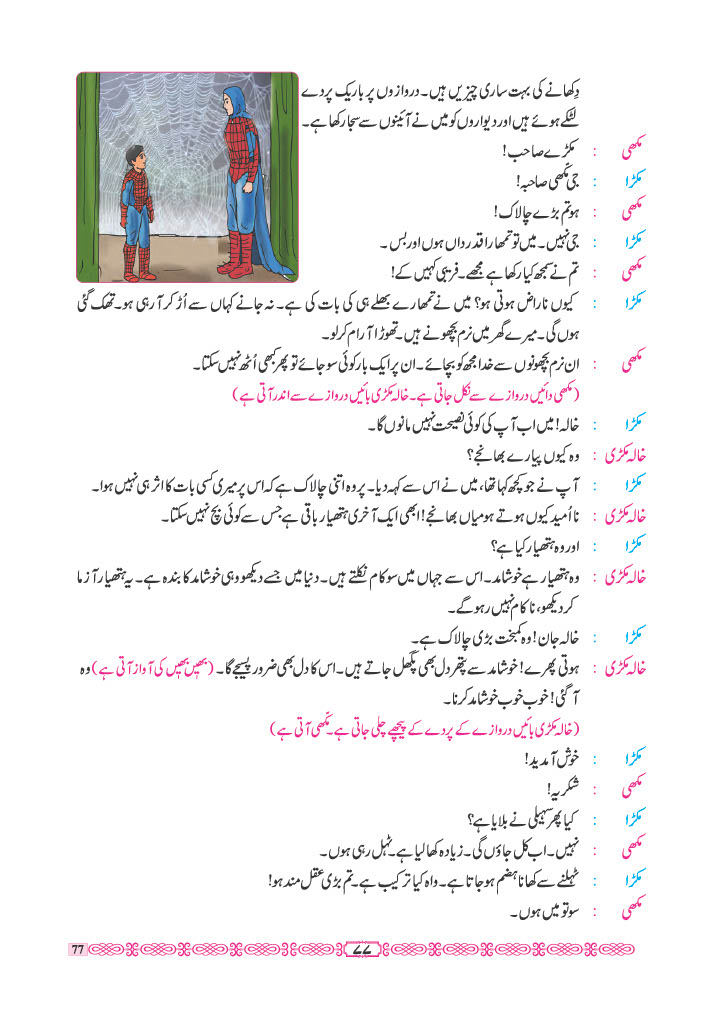 دِکھانے کی بہت ساری چیزیں ہیں۔ دروازوں پر باریک پردے
لٹکے ہوئے ہیں اور دیواروں کو میں نے آئینوں سے سجا رکھا ہے۔
مکھی : مکڑے صاحب!
مکڑا : جی مکھّی صاحبہ!
مکھی : ہو تم بڑے چالاک!
مکڑا : جی نہیں۔ میں تو تمھارا قدرداں ہوں اور بس ۔
مکھی : تم نے سمجھ کیا رکھا ہے مجھے۔ فریبی کہیں کے!
مکڑا : کیوں ناراض ہوتی ہو؟ میں نے تمھارے بھلے ہی کی بات کی ہے۔ نہ جانے کہاں سے اُڑ کر آرہی ہو۔ تھک گئی
ہوں گی۔ میرے گھر میں نرم بچھونے ہیں۔ تھوڑا آرام کرلو۔
مکھی : ان نرم بچھونوں سے خدا مجھ کو بچائے۔ ان پر ایک بار کوئی سو جائے تو پھر کبھی اُٹھ نہیں سکتا۔
(مکھی دائیں دروازے سے نکل جاتی ہے۔ خالہ مکڑی بائیں دروازے سے اندر آتی ہے)
مکڑا : خالہ! میں اب آپ کی کوئی نصیحت نہیں مانوں گا۔
خالہ مکڑی : وہ کیوں پیارے بھانجے؟
مکڑا : آپ نے جو کچھ کہا تھا، میں نے اس سے کہہ دیا۔ پر وہ اتنی چالاک ہے کہ اس پر میری کسی بات کا اثر ہی نہیں ہوا۔
خالہ مکڑی : نا اُمید کیوں ہوتے ہو میاں بھانجے! ابھی ایک آخری ہتھیار باقی ہے جس سے کوئی بچ نہیں سکتا۔
مکڑا : اور وہ ہتھیار کیا ہے؟
خالہ مکڑی : وہ ہتھیار ہے خوشامد۔ اس سے جہاں میں سو کام نکلتے ہیں۔ دنیا میں جسے دیکھو وہی خوشامد کا بندہ ہے۔ یہ ہتھیار آزما
کر دیکھو، ناکام نہیں رہوگے۔
مکڑا : خالہ جان! وہ کمبخت بڑی چالاک ہے۔
خالہ مکڑی : ہوتی پھرے! خوشامد سے پتھر دل بھی پگھل جاتے ہیں۔ اس کا دل بھی ضرور پسیجے گا۔ (بھیں بھیں کی آواز آتی ہے) وہ
آگئی! خوب خوب خوشامد کرنا۔
(خالہ مکڑی بائیں دروازے کے پردے کے پیچھے چلی جاتی ہے۔ مکھّی آتی ہے)
مکڑا : خوش آمدید!
مکھی : شکریہ!
مکڑا : کیا پھر سہیلی نے بلایا ہے؟
مکھی : نہیں۔ اب کل جاؤں گی۔ زیادہ کھا لیا ہے۔ ٹہل رہی ہوں۔
مکڑا : ٹہلنے سے کھانا ہضم ہوجاتا ہے۔ واہ کیا ترکیب ہے۔ تم بڑی عقل مند ہو!
مکھی : سو تو میں ہوں۔
77 ۷۷